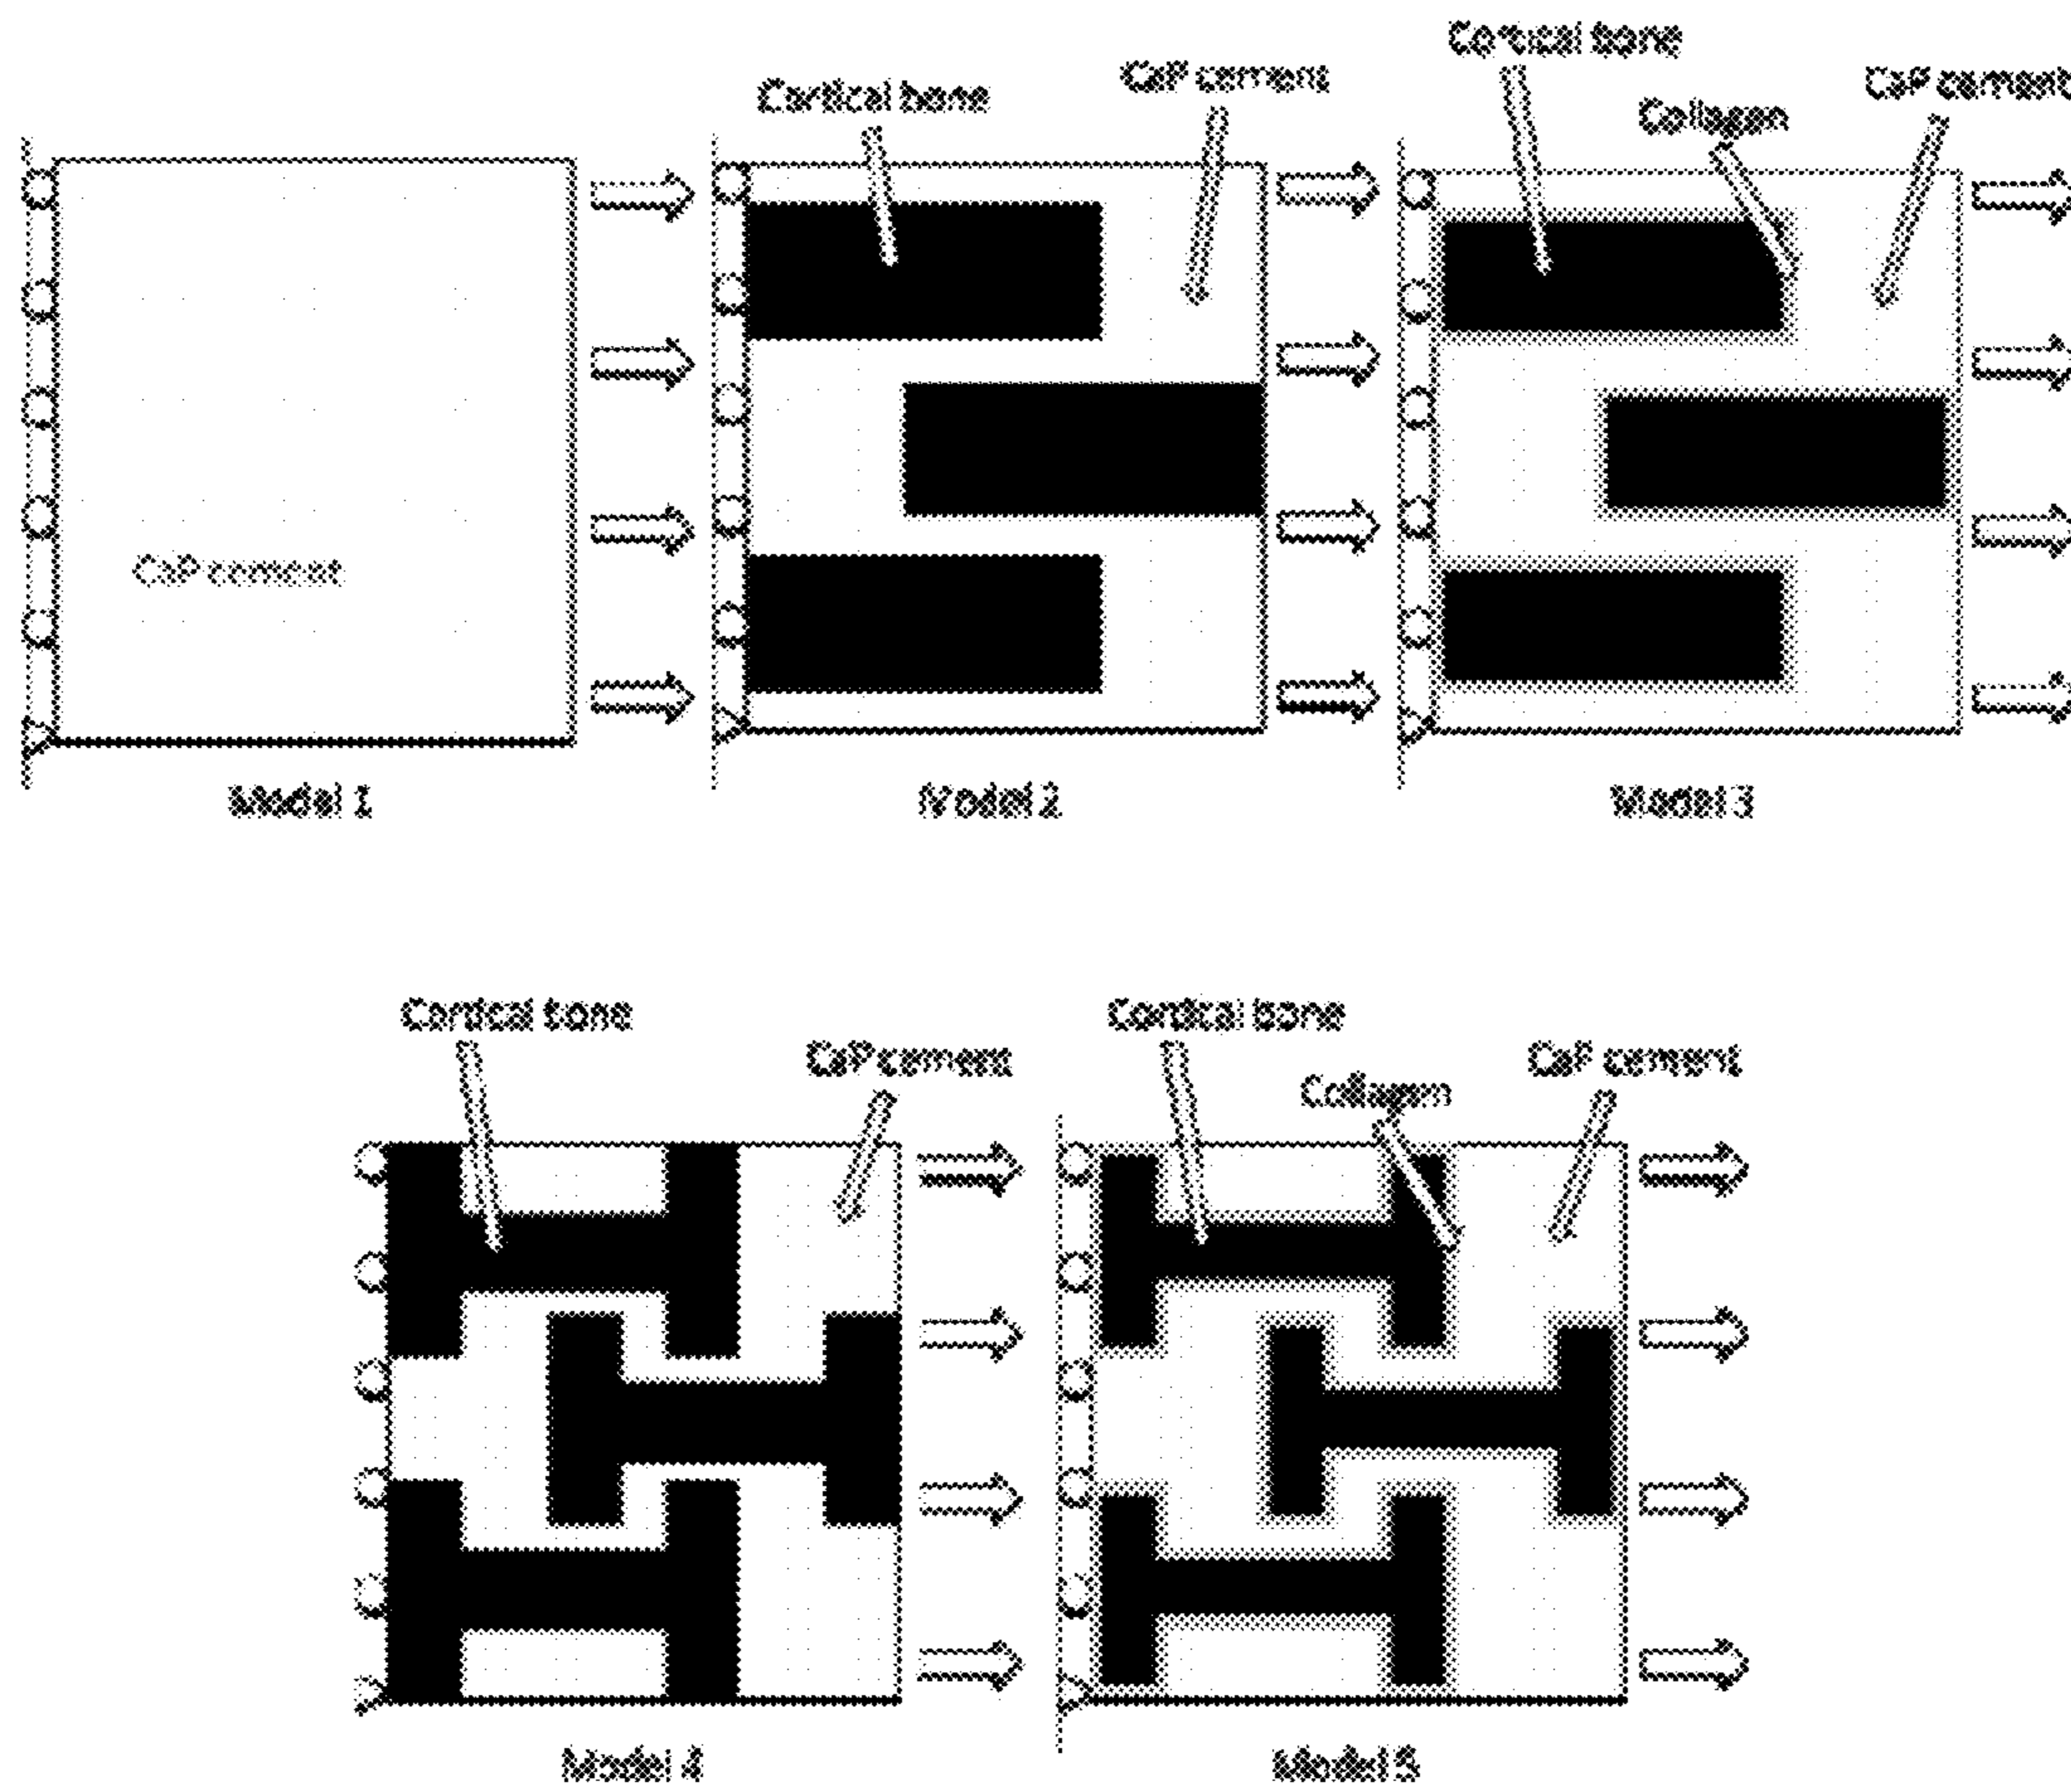 Cortical bone
Cortical bone
CaP cement
Collagen
CaP cement
CaP cement
Model 1
Model 2
Model 3
Cortical bone
CaP cement
Cortical bone
Collagen
CaP cement
Model 4
Model 5